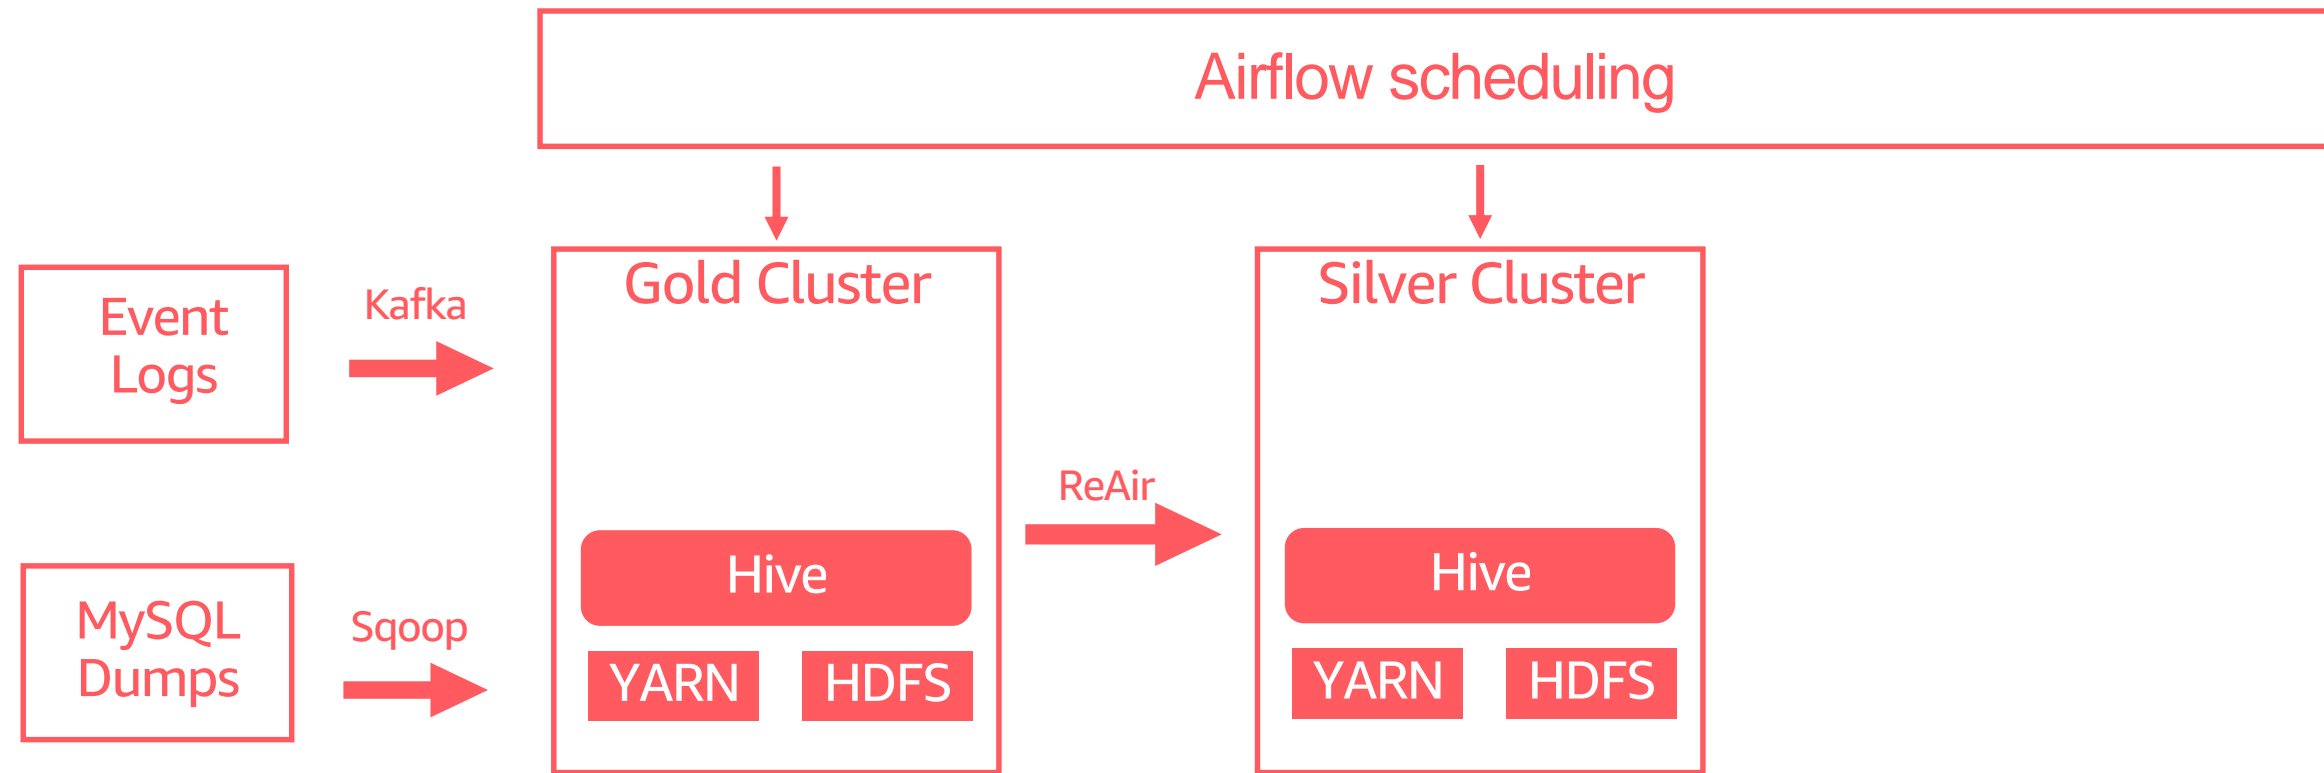 Airflow scheduling
Event
Logs
Kafka
Gold Cluster
Silver Cluster
ReAir
MySQL
Dumps
Sqoop
Hive
YARN
HDFS
Hive
YARN
HDFS